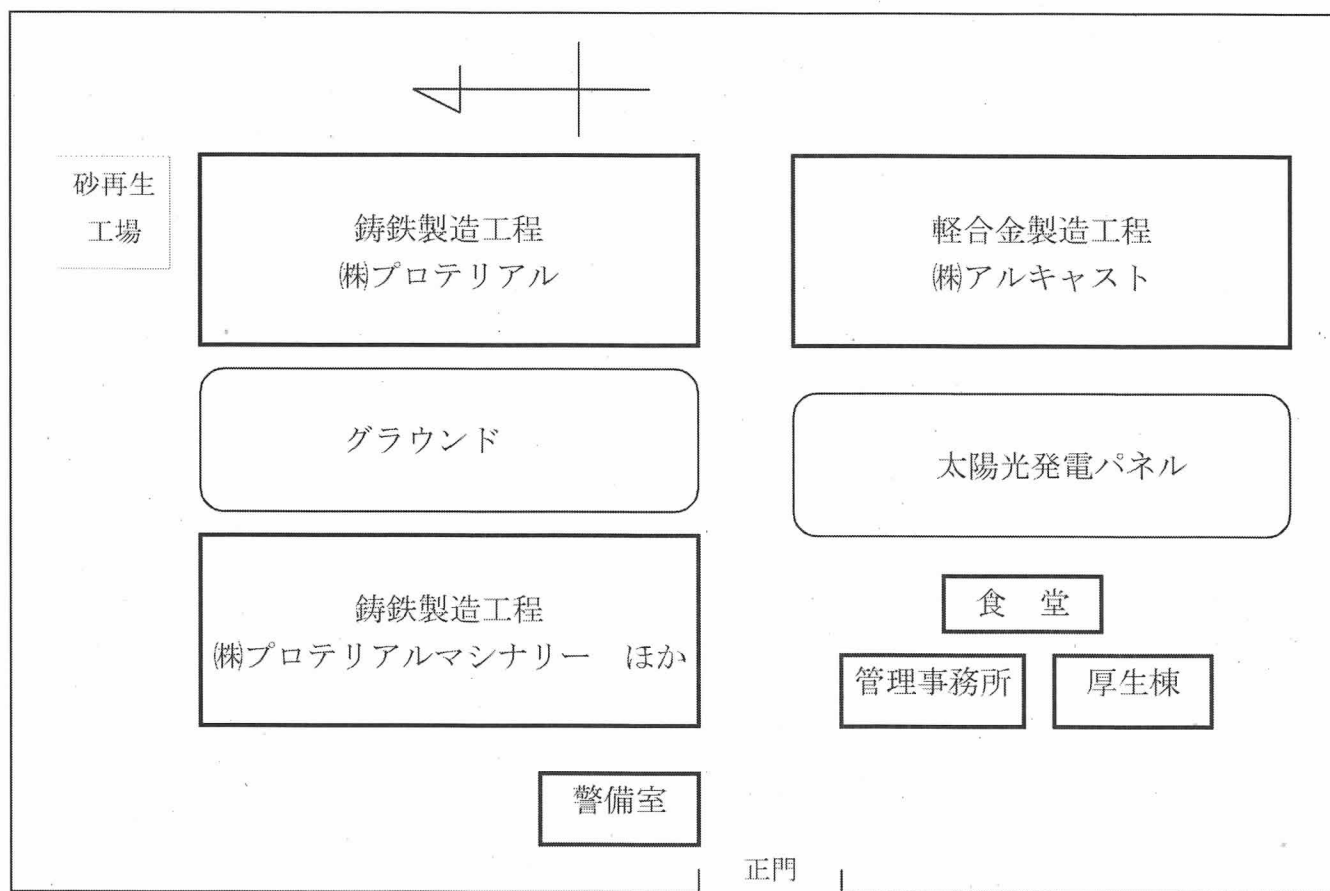 砂再生
工場
鋳鉄製造工程
㈱プロテリアル
軽合金製造工程
㈱アルキャスト
グラウンド
太陽光発電パネル
鋳鉄製造工程
㈱プロテリアルマシナリー　ほか
食　堂
管理事務所
厚生棟
警備室
正門